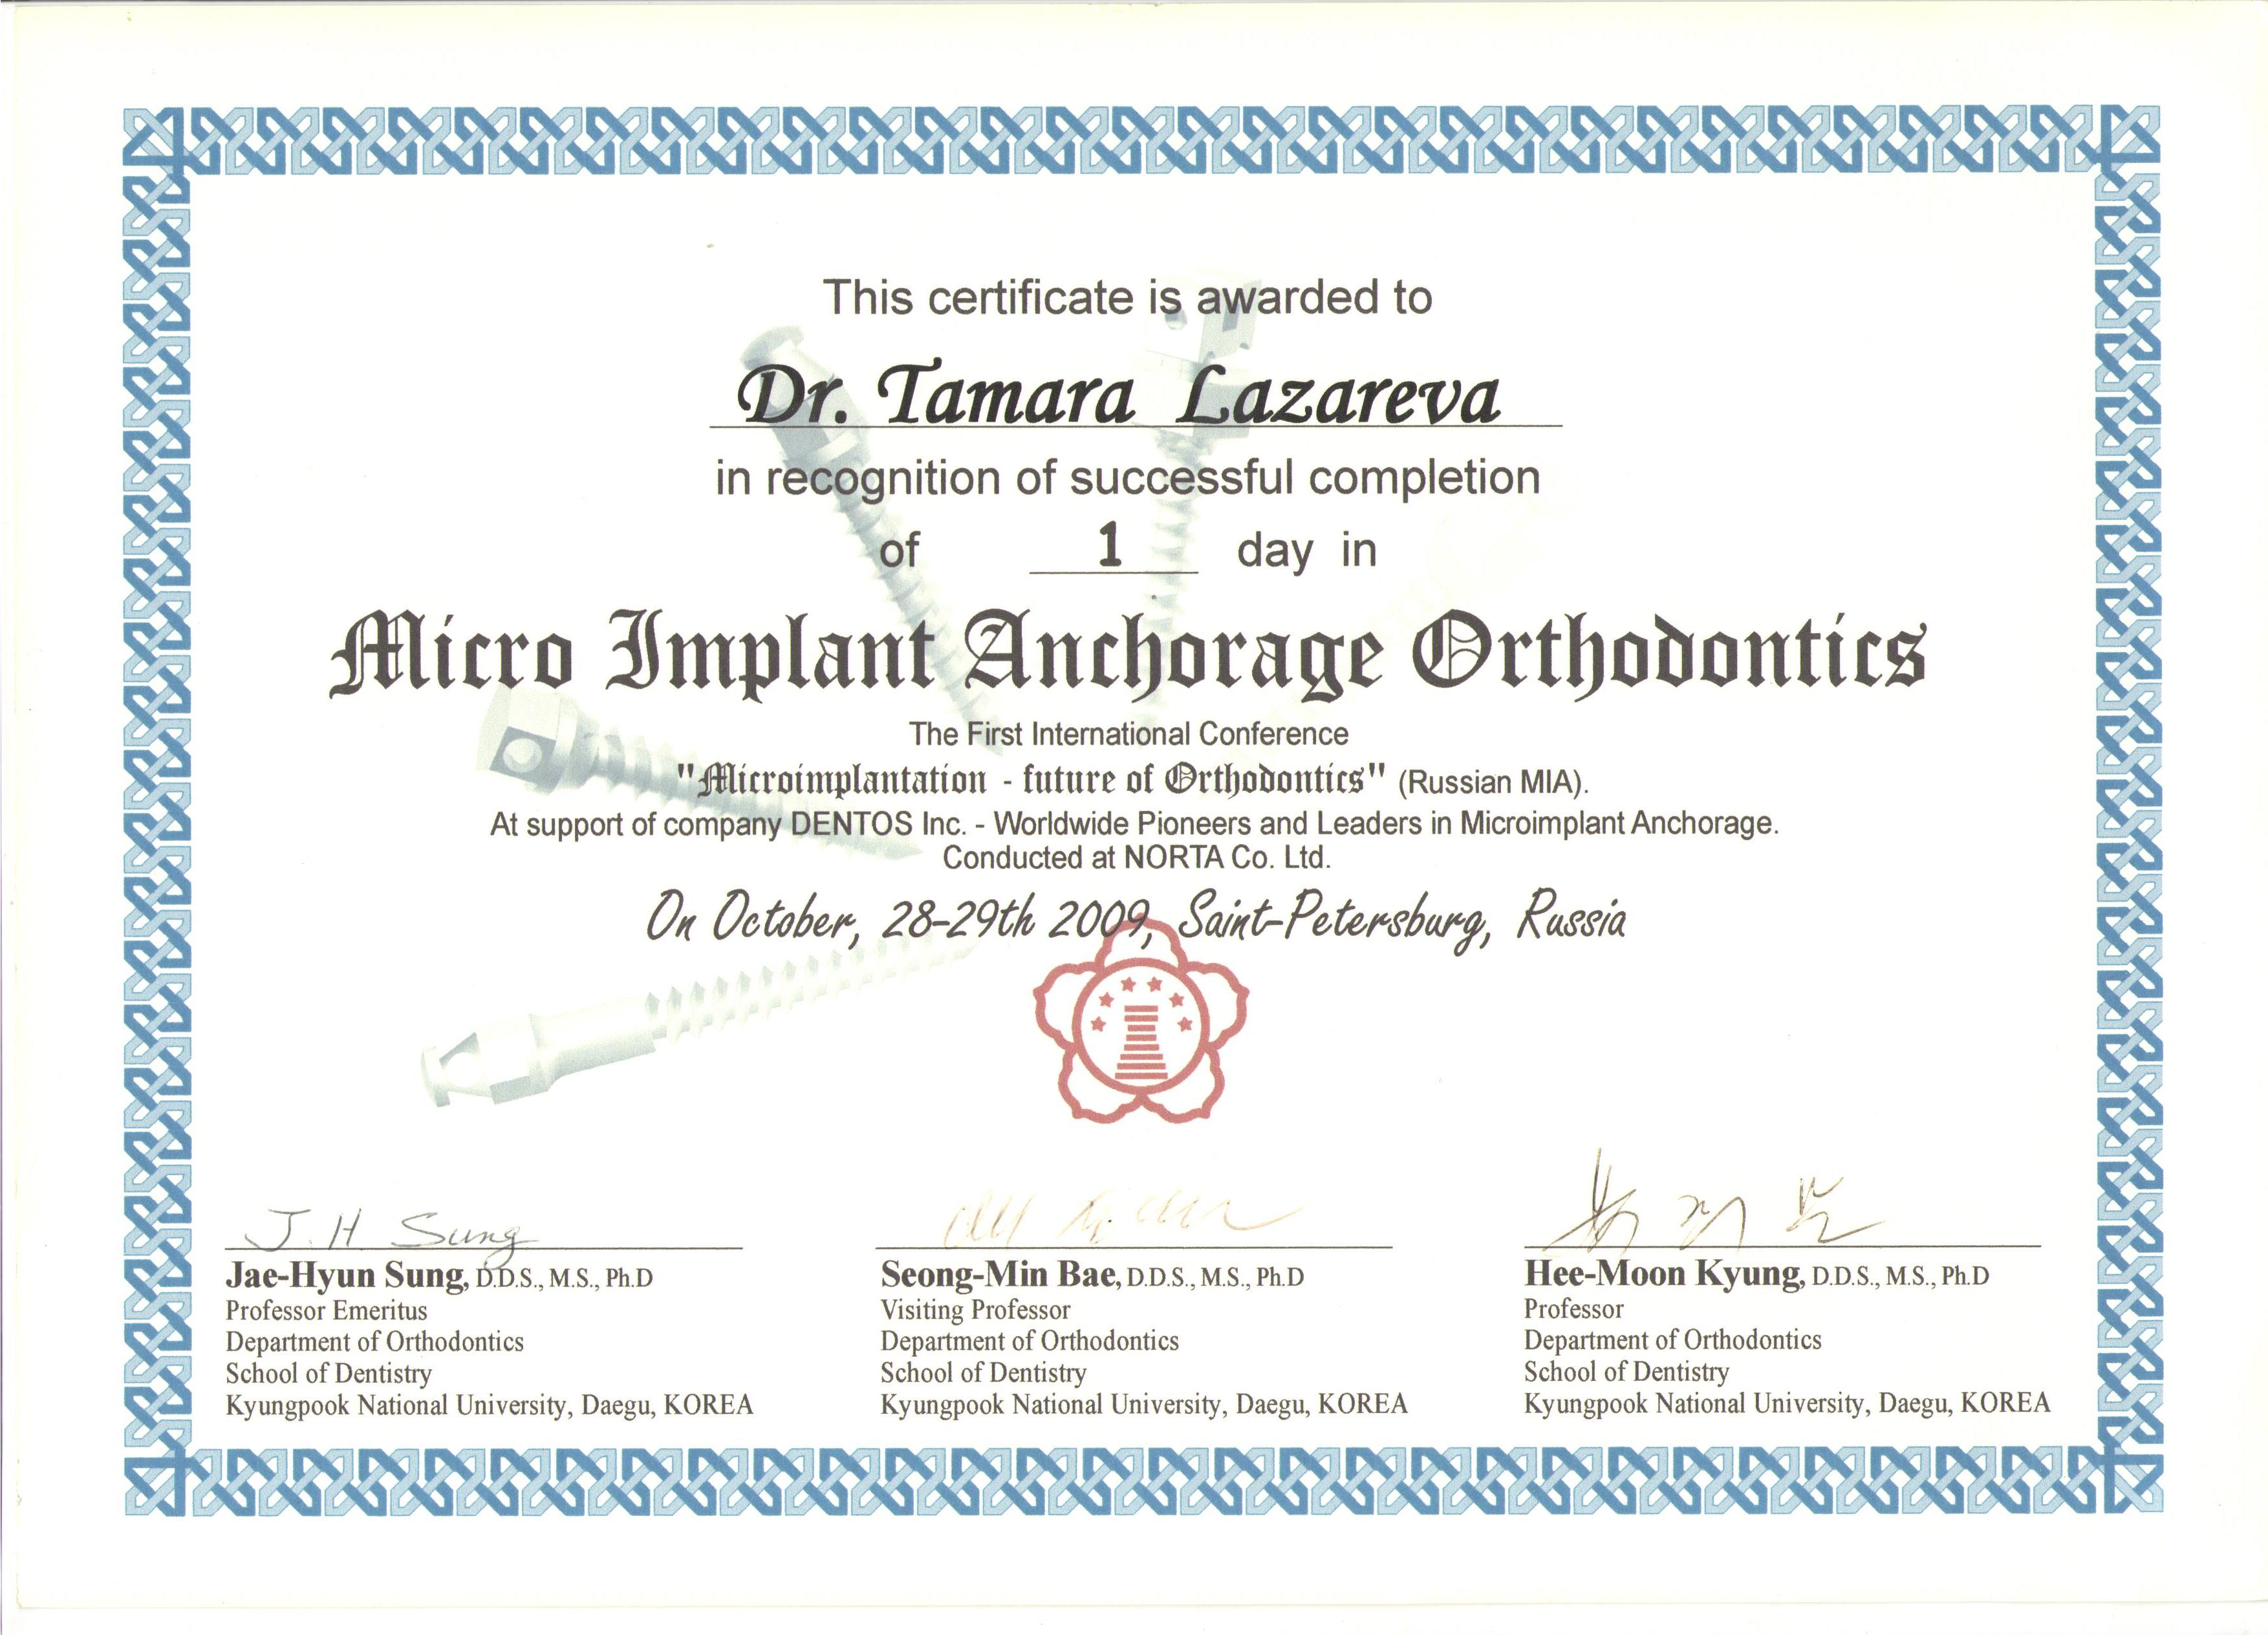 This certificate is awarded to
Dr. Tamara Lazareva
in recognition of successful completion
of 1 day in
Micro Implant Anchorage Orthodontics
The First International Conference
"Microimplantation - future of Orthodontics" (Russian MIA).
At support of company DENTOS Inc. - Worldwide Pioneers and Leaders in Microimplant Anchorage.
Conducted at NORTA Co. Ltd.
On October, 28-29th 2009, Saint-Petersburg, Russia
J. H Sung
Jae-Hyun Sung, D.D.S., M.S., Ph.D
Professor Emeritus
Department of Orthodontics
School of Dentistry
Kyungpook National University, Daegu, KOREA
Seong-Min Bae, D.D.S., M.S., Ph.D
Visiting Professor
Department of Orthodontics
School of Dentistry
Kyungpook National University, Daegu, KOREA
Hee-Moon Kyung, D.D.S., M.S., Ph.D
Professor
Department of Orthodontics
School of Dentistry
Kyungpook National University, Daegu, KOREA